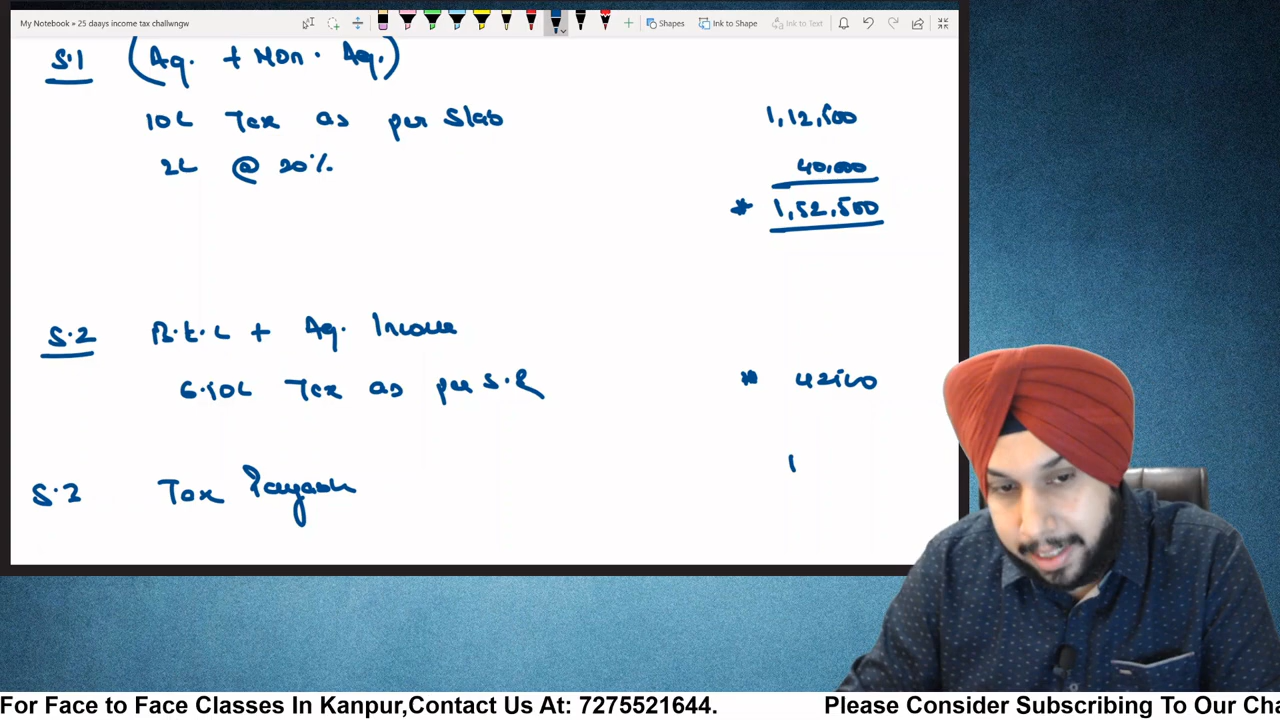 My Notebook » 25 daays income tax challwngw
Shapes
Ink to Shape
Ink to Text
S.1 (Ag. + Non. Ag.)
10L Tax as per Slab 1,12,500
2L @ 20% 40,000
* 1,52,500
S.2 B.E.L + Ag. Income
6.10L Tax as per S.R *
Tax Payable
For Face to Face Classes In Kanpur,Contact Us At: 7275521644. Please Consider Subscribing To Our Cha